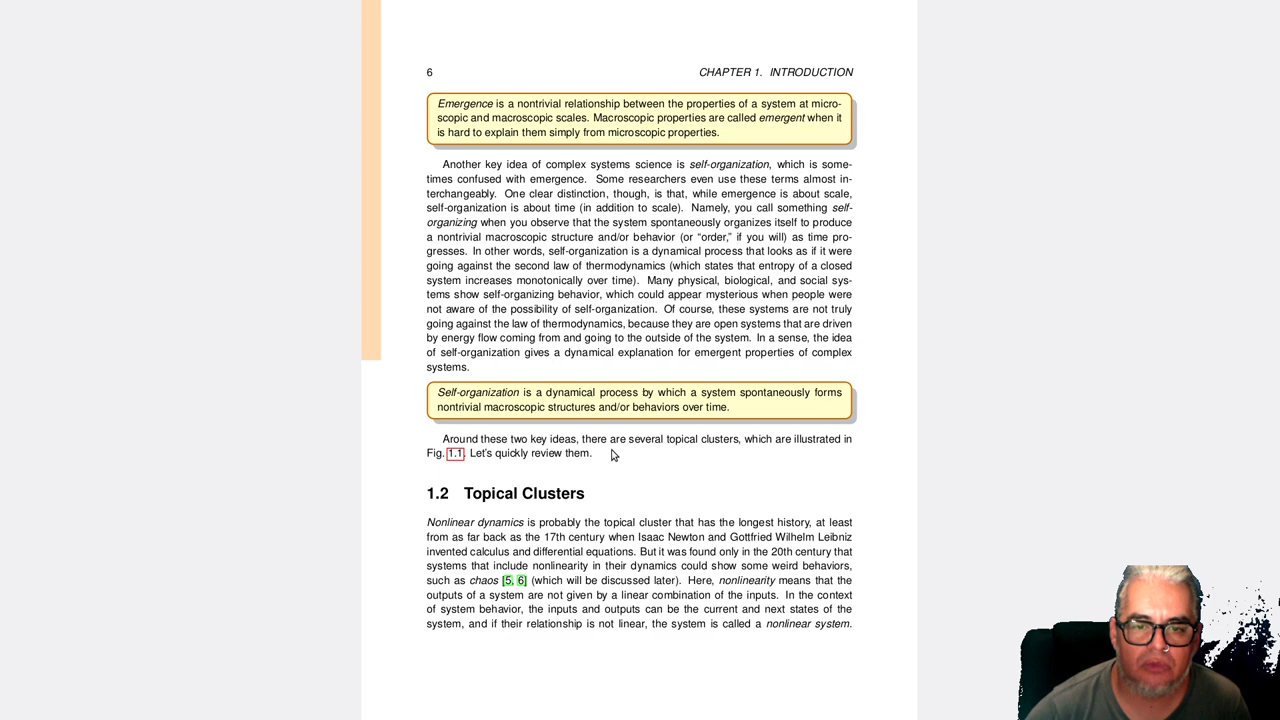 6 CHAPTER 1. INTRODUCTION
Emergence is a nontrivial relationship between the properties of a system at micro-
scopic and macroscopic scales. Macroscopic properties are called emergent when it
is hard to explain them simply from microscopic properties.
Another key idea of complex systems science is self-organization, which is some-
times confused with emergence. Some researchers even use these terms almost in-
terchangeably. One clear distinction, though, is that, while emergence is about scale,
self-organization is about time (in addition to scale). Namely, you call something self-
organizing when you observe that the system spontaneously organizes itself to produce
a nontrivial macroscopic structure and/or behavior (or “order,” if you will) as time pro-
gresses. In other words, self-organization is a dynamical process that looks as if it were
going against the second law of thermodynamics (which states that entropy of a closed
system increases monotonically over time). Many physical, biological, and social sys-
tems show self-organizing behavior, which could appear mysterious when people were
not aware of the possibility of self-organization. Of course, these systems are not truly
going against the law of thermodynamics, because they are open systems that are driven
by energy flow coming from and going to the outside of the system. In a sense, the idea
of self-organization gives a dynamical explanation for emergent properties of complex
systems.
Self-organization is a dynamical process by which a system spontaneously forms
nontrivial macroscopic structures and/or behaviors over time.
Around these two key ideas, there are several topical clusters, which are illustrated in
Fig. 1.1. Let’s quickly review them.
1.2 Topical Clusters
Nonlinear dynamics is probably the topical cluster that has the longest history, at least
from as far back as the 17th century when Isaac Newton and Gottfried Wilhelm Leibniz
invented calculus and differential equations. But it was found only in the 20th century that
systems that include nonlinearity in their dynamics could show some weird behaviors,
such as chaos [5, 6] (which will be discussed later). Here, nonlinearity means that the
outputs of a system are not given by a linear combination of the inputs. In the context
of system behavior, the inputs and outputs can be the current and next states of the
system, and if their relationship is not linear, the system is called a nonlinear system.